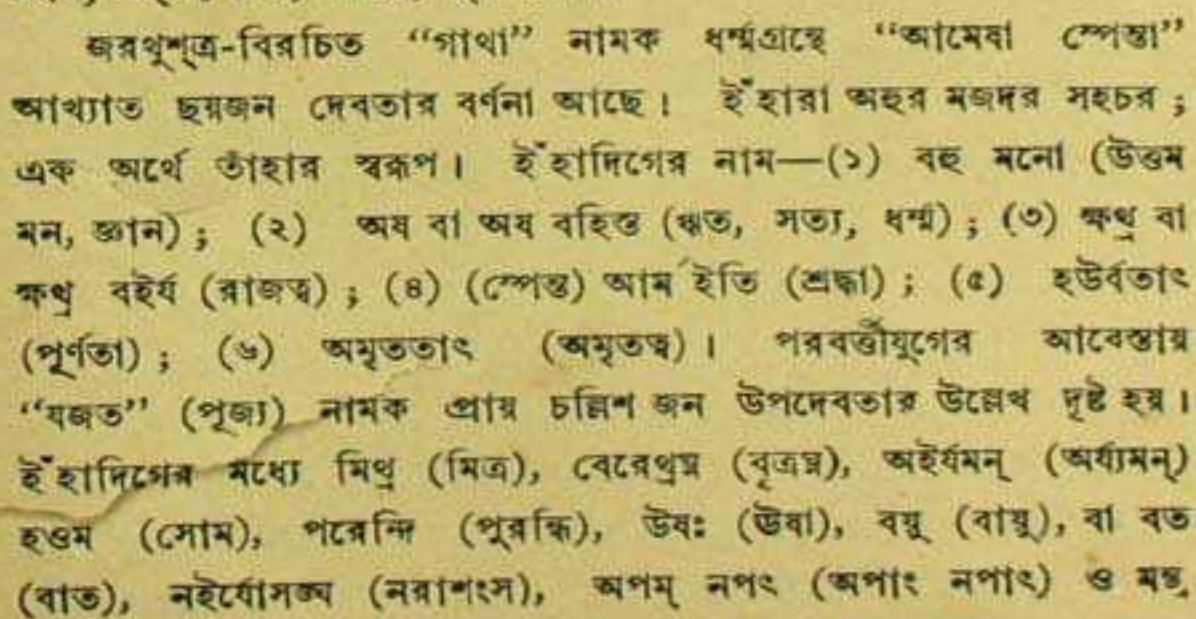 জরথুশ্ত্র-বিরচিত “গাথা” নামক ধর্ম্মগ্রন্থে “আমেষা স্পেন্তা”
আখ্যাত ছয়জন দেবতার বর্ণনা আছে। ইঁহারা অহুর মজদর সহচর ;
এক অর্থে তাঁহার স্বরূপ। ইঁহাদিগের নাম—(১) বহু মনো (উত্তম
মন, জ্ঞান) ; (২) অষ বা অষ বহিস্ত (ঋত, সত্য, ধর্ম্ম) ; (৩) ক্ষথ্র বা
ক্ষথ্র বইর্য (রাজত্ব) ; (৪) (স্পেন্ত) আর্মইতি (শ্রদ্ধা) ; (৫) হউর্বতাৎ
(পূর্ণতা) ; (৬) অমৃততাৎ (অমৃতত্ব)। পরবর্ত্তীযুগের আবেস্তায়
“যজত” (পূজ্য) নামক প্রায় চল্লিশ জন উপদেবতার উল্লেখ দৃষ্ট হয়।
ইঁহাদিগের মধ্যে মিথ্র (মিত্র), বেরেথ্রঘ্ন (বৃত্রঘ্ন), অইর্যমন্ (অর্য্যমন্)
হওম (সোম), পরেন্দি (পুরন্ধি), উষঃ (ঊষা), বয়ু (বায়ু), বা বত
(বাত), নইর্যোসঙ্ঘ (নরাশংস), অপম্ নপৎ (অপাং নপাৎ) ও